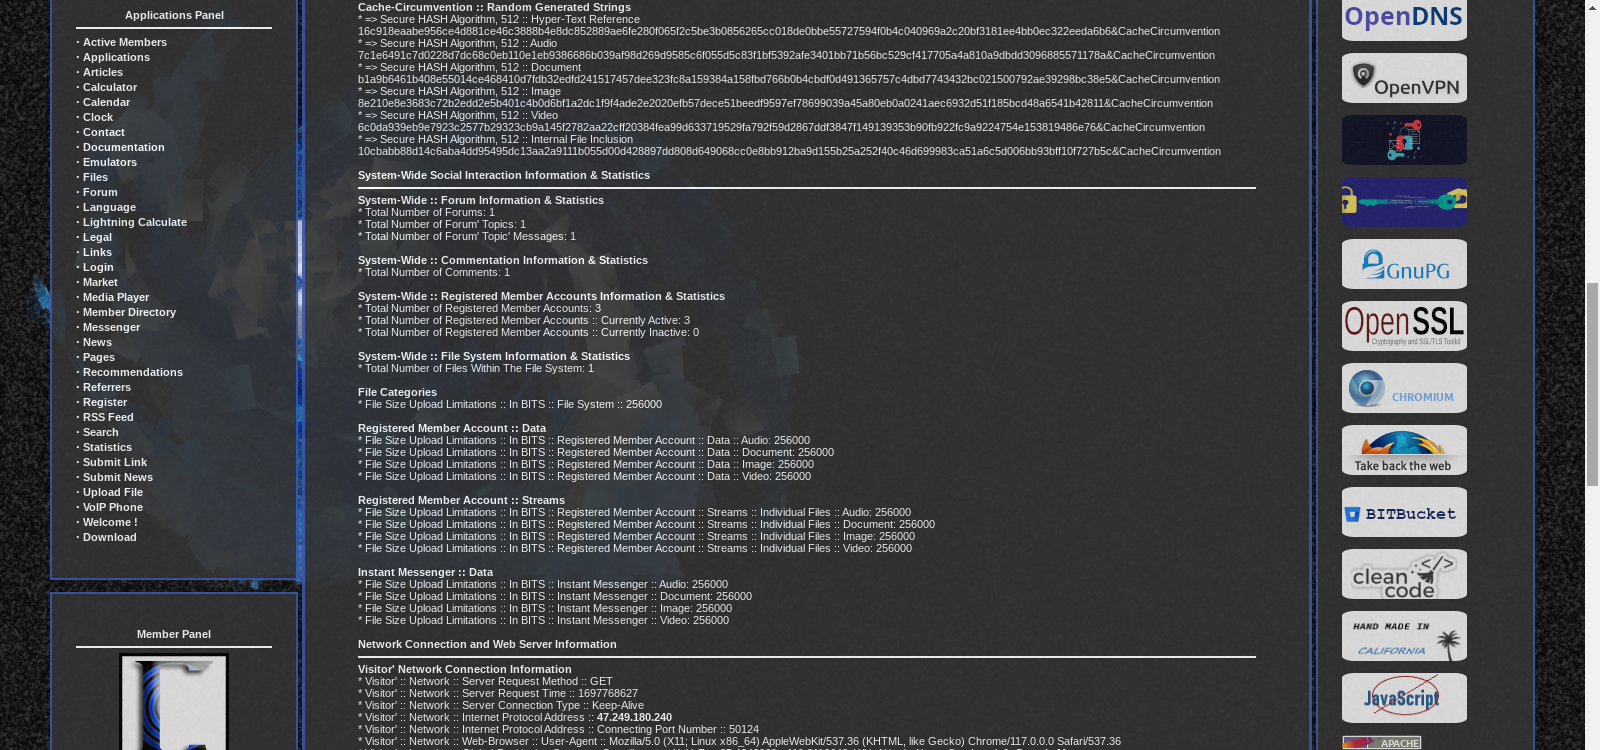 Applications Panel
· Active Members
· Applications
· Articles
· Calculator
· Calendar
· Clock
· Contact
· Documentation
· Emulators
· Files
· Forum
· Language
· Lightning Calculate
· Legal
· Links
· Login
· Market
· Media Player
· Member Directory
· Messenger
· News
· Pages
· Recommendations
· Referrers
· Register
· RSS Feed
· Search
· Statistics
· Submit Link
· Submit News
· Upload File
· VoIP Phone
· Welcome !
· Download
Member Panel
Cache-Circumvention :: Random Generated Strings
* => Secure HASH Algorithm, 512 :: Hyper-Text Reference
16c918eaabe956ce4d881ce46c3888b4e8dc852889ae6fe280f065f2c5be3b0856265cc018de0bbe55727594f0b4c040969a2c20bf3181ee4bb0ec322eeda6b6&CacheCircumvention
* => Secure HASH Algorithm, 512 :: Audio
7c1e6491c7d0228d7dc68c0eb110e1eb9386686b039af98d269d9585c6f055d5c83f1bf5392afe3401bb71b56bc529cf417705a4a810a9dbdd3096885571178a&CacheCircumvention
* => Secure HASH Algorithm, 512 :: Document
b1a9b6461b408e55014ce468410d7fdb32edfd241517457dee323fc8a159384a158fbd766b0b4cbdf0d491365757c4dbd7743432bc021500792ae39298bc38e5&CacheCircumvention
* => Secure HASH Algorithm, 512 :: Image
8e210e8e3683c72b2edd2e5b401c4b0d6bf1a2dc1f9f4ade2e2020efb57dece51beedf9597ef78699039a45a80eb0a0241aec6932d51f185bcd48a6541b42811&CacheCircumvention
* => Secure HASH Algorithm, 512 :: Video
6c0da939eb9e7923c2577b29323cb9a145f2782aa22cff20384fea99d633719529fa792f59d2867ddf3847f149139353b90fb922fc9a9224754e153819486e76&CacheCircumvention
* => Secure HASH Algorithm, 512 :: Internal File Inclusion
10cbabb88d14c6aba4dd95495dc13aa2a9111b055d00d428897dd808d649068cc0e8bb912ba9d155b25a252f40c46d699983ca51a6c5d006bb93bff10f727b5c&CacheCircumvention
System-Wide Social Interaction Information & Statistics
System-Wide :: Forum Information & Statistics
* Total Number of Forums: 1
* Total Number of Forum' Topics: 1
* Total Number of Forum' Topic' Messages: 1
System-Wide :: Commentation Information & Statistics
* Total Number of Comments: 1
System-Wide :: Registered Member Accounts Information & Statistics
* Total Number of Registered Member Accounts: 3
* Total Number of Registered Member Accounts :: Currently Active: 3
* Total Number of Registered Member Accounts :: Currently Inactive: 0
System-Wide :: File System Information & Statistics
* Total Number of Files Within The File System: 1
File Categories
* File Size Upload Limitations :: In BITS :: File System :: 256000
Registered Member Account :: Data
* File Size Upload Limitations :: In BITS :: Registered Member Account :: Data :: Audio: 256000
* File Size Upload Limitations :: In BITS :: Registered Member Account :: Data :: Document: 256000
* File Size Upload Limitations :: In BITS :: Registered Member Account :: Data :: Image: 256000
* File Size Upload Limitations :: In BITS :: Registered Member Account :: Data :: Video: 256000
Registered Member Account :: Streams
* File Size Upload Limitations :: In BITS :: Registered Member Account :: Streams :: Individual Files :: Audio: 256000
* File Size Upload Limitations :: In BITS :: Registered Member Account :: Streams :: Individual Files :: Document: 256000
* File Size Upload Limitations :: In BITS :: Registered Member Account :: Streams :: Individual Files :: Image: 256000
* File Size Upload Limitations :: In BITS :: Registered Member Account :: Streams :: Individual Files :: Video: 256000
Instant Messenger :: Data
* File Size Upload Limitations :: In BITS :: Instant Messenger :: Audio: 256000
* File Size Upload Limitations :: In BITS :: Instant Messenger :: Document: 256000
* File Size Upload Limitations :: In BITS :: Instant Messenger :: Image: 256000
* File Size Upload Limitations :: In BITS :: Instant Messenger :: Video: 256000
Network Connection and Web Server Information
Visitor' Network Connection Information
* Visitor' :: Network :: Server Request Method :: GET
* Visitor' :: Network :: Server Request Time :: 1697768627
* Visitor' :: Network :: Server Connection Type :: Keep-Alive
* Visitor' :: Network :: Internet Protocol Address :: 47.249.180.240
* Visitor' :: Network :: Internet Protocol Address :: Connecting Port Number :: 50124
* Visitor' :: Network :: Web-Browser :: User-Agent :: Mozilla/5.0 (X11; Linux x86_64) AppleWebKit/537.36 (KHTML, like Gecko) Chrome/117.0.0.0 Safari/537.36
OpenDNS
OpenVPN
GnuPG
OpenSSL
Cryptography and SSL/TLS Toolkit
CHROMIUM
Take back the web
BITBucket
clean code
HAND MADE IN
CALIFORNIA
JavaScript
APACHE